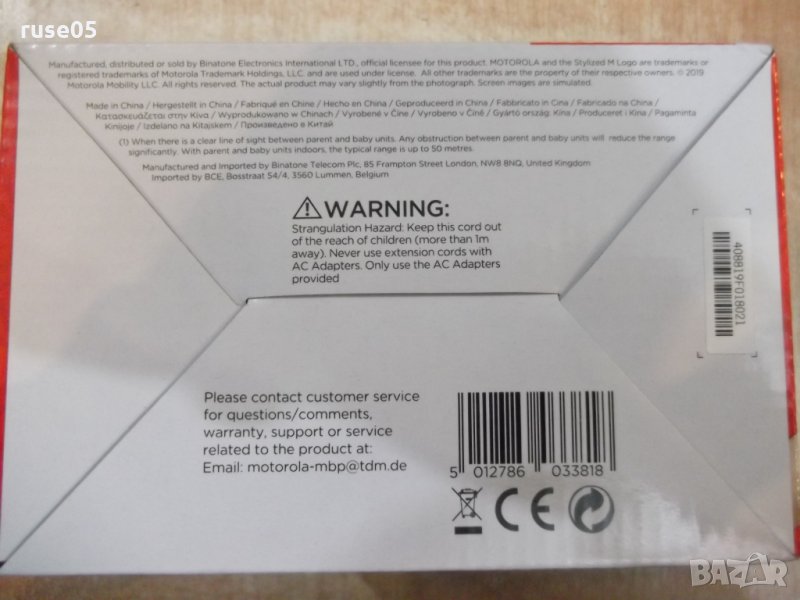 ruse05
Manufactured, distributed or sold by Binatone Electronics International LTD., official licensee for this product. MOTOROLA and the Stylized M Logo are trademarks or
registered trademarks of Motorola Trademark Holdings, LLC. and are used under license. All other trademarks are the property of their respective owners. © 2019
Motorola Mobility LLC. All rights reserved. The actual product may vary slightly from the photograph. Screen images are simulated.
Made in China / Hergestellt in China / Fabriqué en Chine / Hecho en China / Geproduceerd in China / Fabbricato in Cina / Fabricado na China /
Κατασκευάζεται στην Κίνα / Wyprodukowano w Chinach / Vyrobené v Číně / Vyrobeno v Číně / Gyártó ország: Kína / Produceret i Kina / Pagaminta
Kinijoje / Izdelano na Kitajskem / Произведено в Китай
(1) When there is a clear line of sight between parent and baby units. Any obstruction between parent and baby units will reduce the range
significantly. With parent and baby units indoors, the typical range is up to 50 metres.
Manufactured and Imported by Binatone Telecom Plc, 85 Frampton Street London, NW8 8NQ, United Kingdom
Imported by BCE, Bosstraat 54/4, 3560 Lummen, Belgium
WARNING:
Strangulation Hazard: Keep this cord out
of the reach of children (more than 1m
away). Never use extension cords with
AC Adapters. Only use the AC Adapters
provided
408819F018021
Please contact customer service
for questions/comments,
warranty, support or service
related to the product at:
Email: motorola-mbp@tdm.de
5 012786 033818
CE
BAZAR